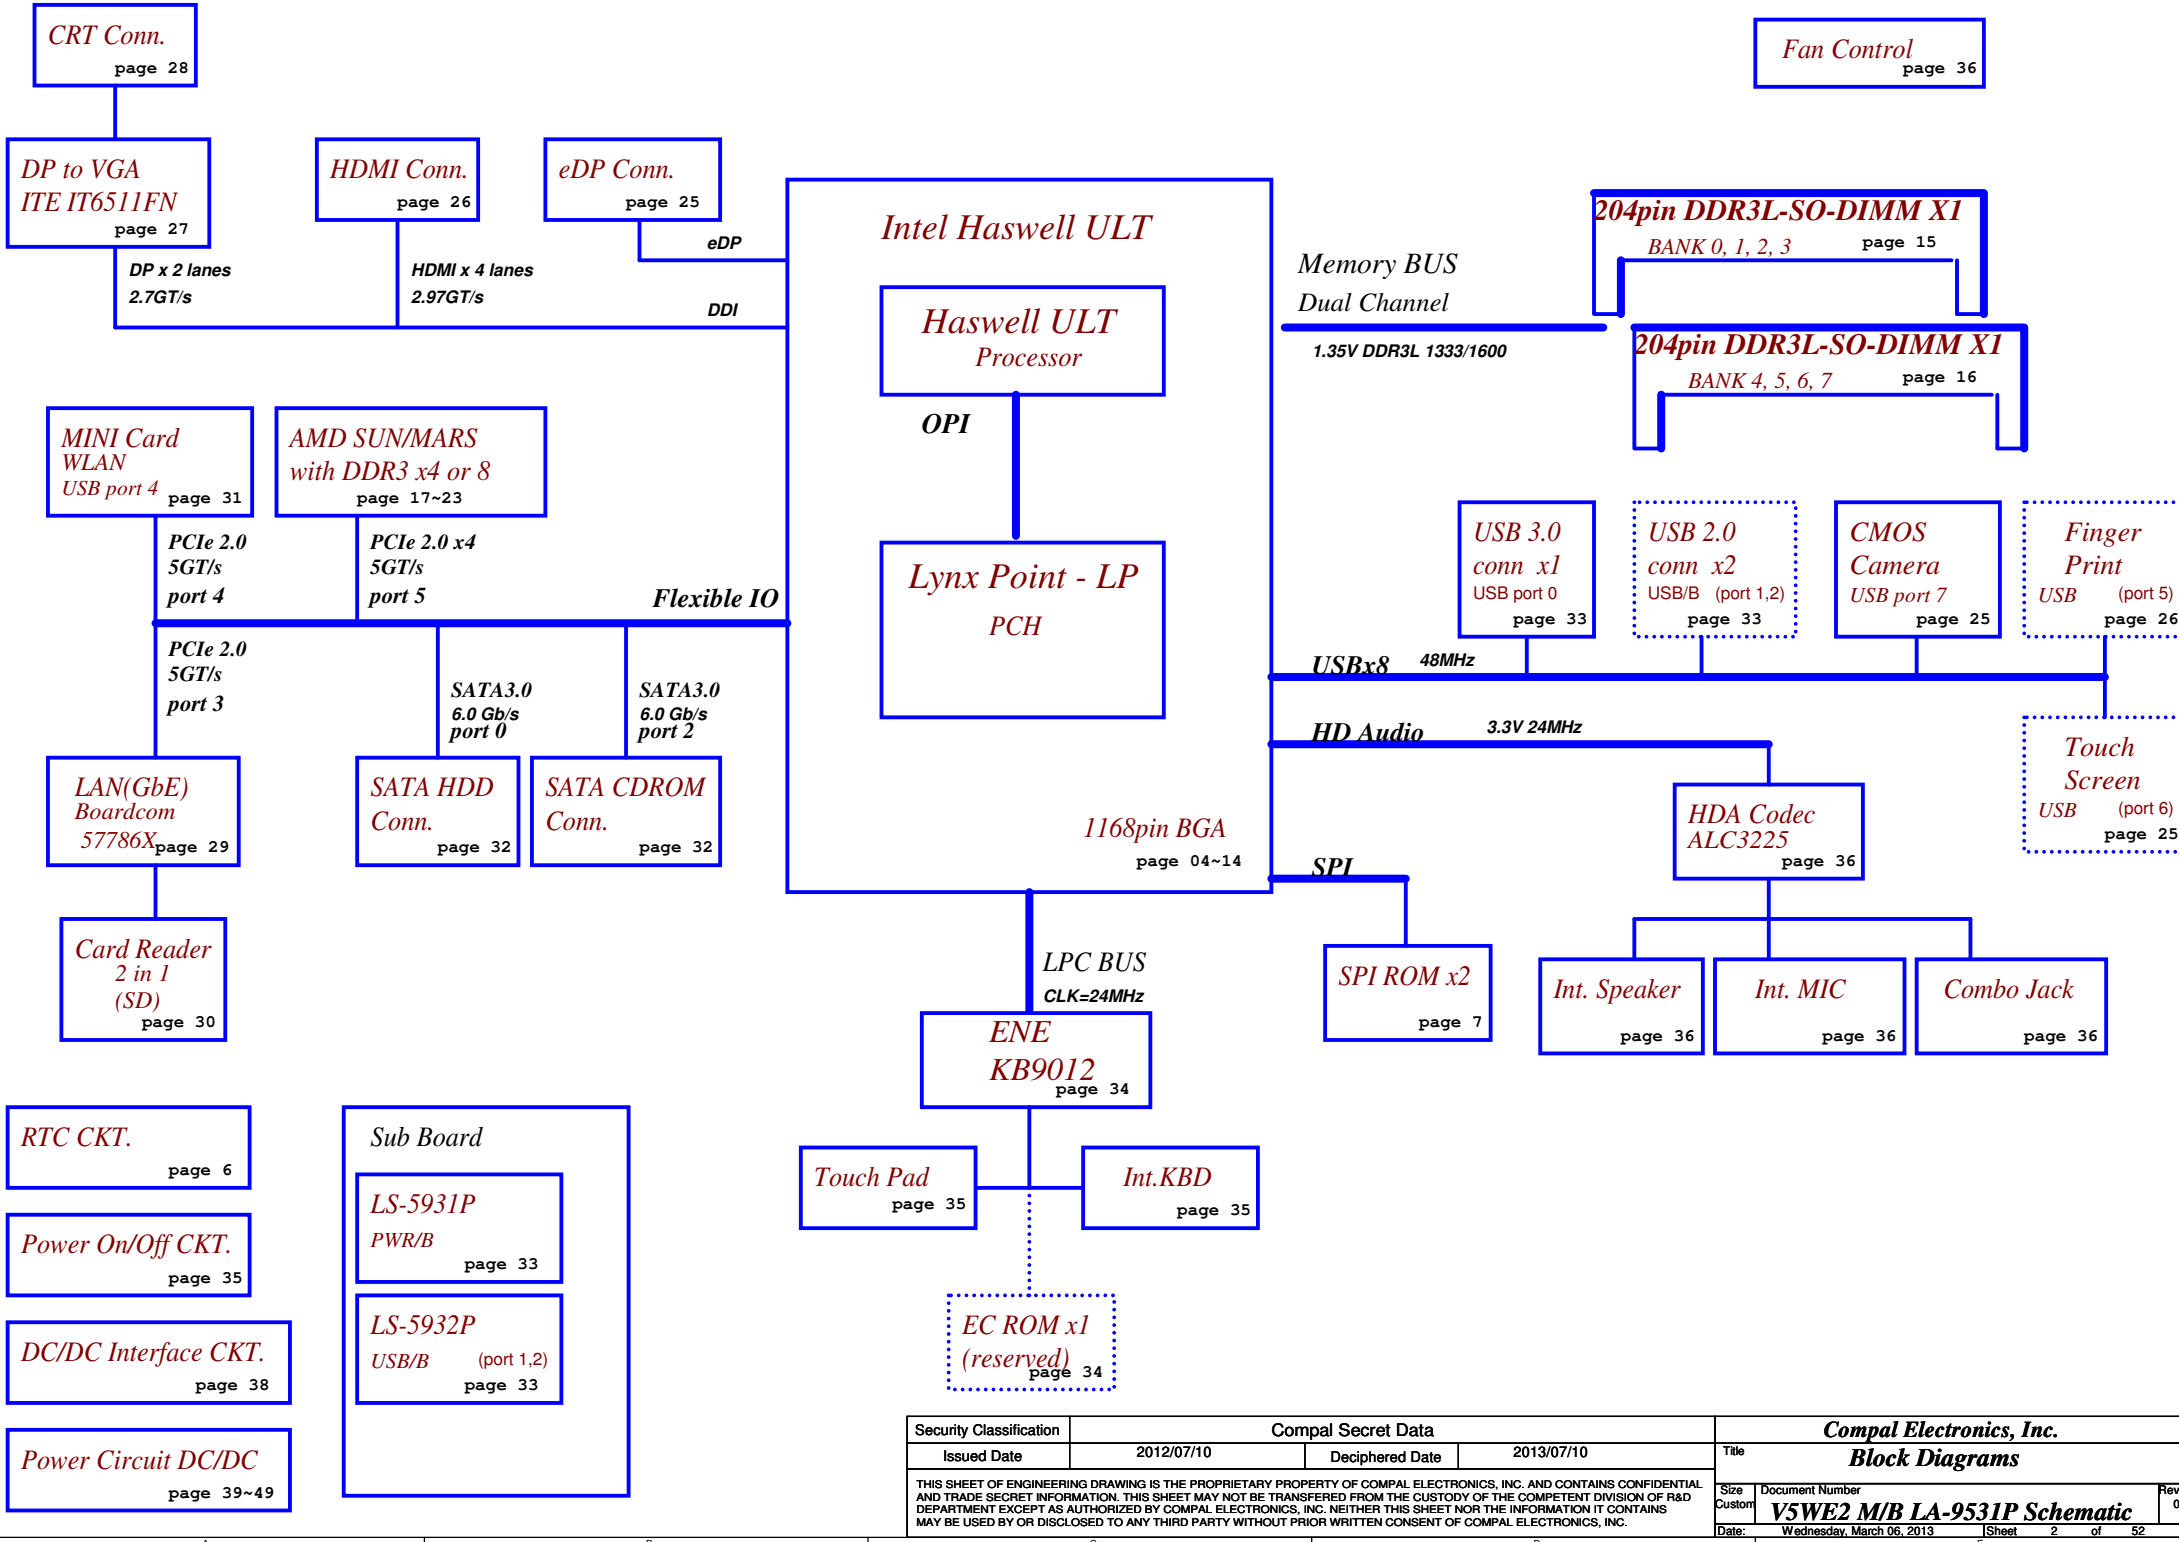 CRT Conn.
page 28
Fan Control
page 36
DP to VGA
ITE IT6511FN
page 27
HDMI Conn.
page 26
eDP Conn.
page 25
DP x 2 lanes
2.7GT/s
HDMI x 4 lanes
2.97GT/s
eDP
DDI
Intel Haswell ULT
Haswell ULT
Processor
OPI
Lynx Point - LP
PCH
1168pin BGA
page 04~14
Memory BUS
Dual Channel
1.35V DDR3L 1333/1600
204pin DDR3L-SO-DIMM X1
BANK 0, 1, 2, 3
page 15
204pin DDR3L-SO-DIMM X1
BANK 4, 5, 6, 7
page 16
MINI Card
WLAN
USB port 4
page 31
AMD SUN/MARS
with DDR3 x4 or 8
page 17~23
PCIe 2.0
5GT/s
port 4
PCIe 2.0 x4
5GT/s
port 5
Flexible IO
PCIe 2.0
5GT/s
port 3
SATA3.0
6.0 Gb/s
port 0
SATA3.0
6.0 Gb/s
port 2
LAN(GbE)
Boardcom
57786X
page 29
SATA HDD
Conn.
page 32
SATA CDROM
Conn.
page 32
Card Reader
2 in 1
(SD)
page 30
USB 3.0
conn x1
USB port 0
page 33
USB 2.0
conn x2
USB/B (port 1,2)
page 33
CMOS
Camera
USB port 7
page 25
Finger
Print
USB (port 5)
page 26
USBx8 48MHz
HD Audio 3.3V 24MHz
Touch
Screen
USB (port 6)
page 25
HDA Codec
ALC3225
page 36
SPI
SPI ROM x2
page 7
Int. Speaker
page 36
Int. MIC
page 36
Combo Jack
page 36
LPC BUS
CLK=24MHz
ENE
KB9012
page 34
Touch Pad
page 35
Int.KBD
page 35
EC ROM x1
(reserved)
page 34
RTC CKT.
page 6
Power On/Off CKT.
page 35
DC/DC Interface CKT.
page 38
Power Circuit DC/DC
page 39~49
Sub Board
LS-5931P
PWR/B
page 33
LS-5932P
USB/B (port 1,2)
page 33
Security Classification
Compal Secret Data
Issued Date
2012/07/10
Deciphered Date
2013/07/10
THIS SHEET OF ENGINEERING DRAWING IS THE PROPRIETARY PROPERTY OF COMPAL ELECTRONICS, INC. AND CONTAINS CONFIDENTIAL
AND TRADE SECRET INFORMATION. THIS SHEET MAY NOT BE TRANSFERED FROM THE CUSTODY OF THE COMPETENT DIVISION OF R&D
DEPARTMENT EXCEPT AS AUTHORIZED BY COMPAL ELECTRONICS, INC. NEITHER THIS SHEET NOR THE INFORMATION IT CONTAINS
MAY BE USED BY OR DISCLOSED TO ANY THIRD PARTY WITHOUT PRIOR WRITTEN CONSENT OF COMPAL ELECTRONICS, INC.
Compal Electronics, Inc.
Title
Block Diagrams
Size
Custom
Document Number
V5WE2 M/B LA-9531P Schematic
Rev
0
Date: Wednesday, March 06, 2013 Sheet 2 of 52